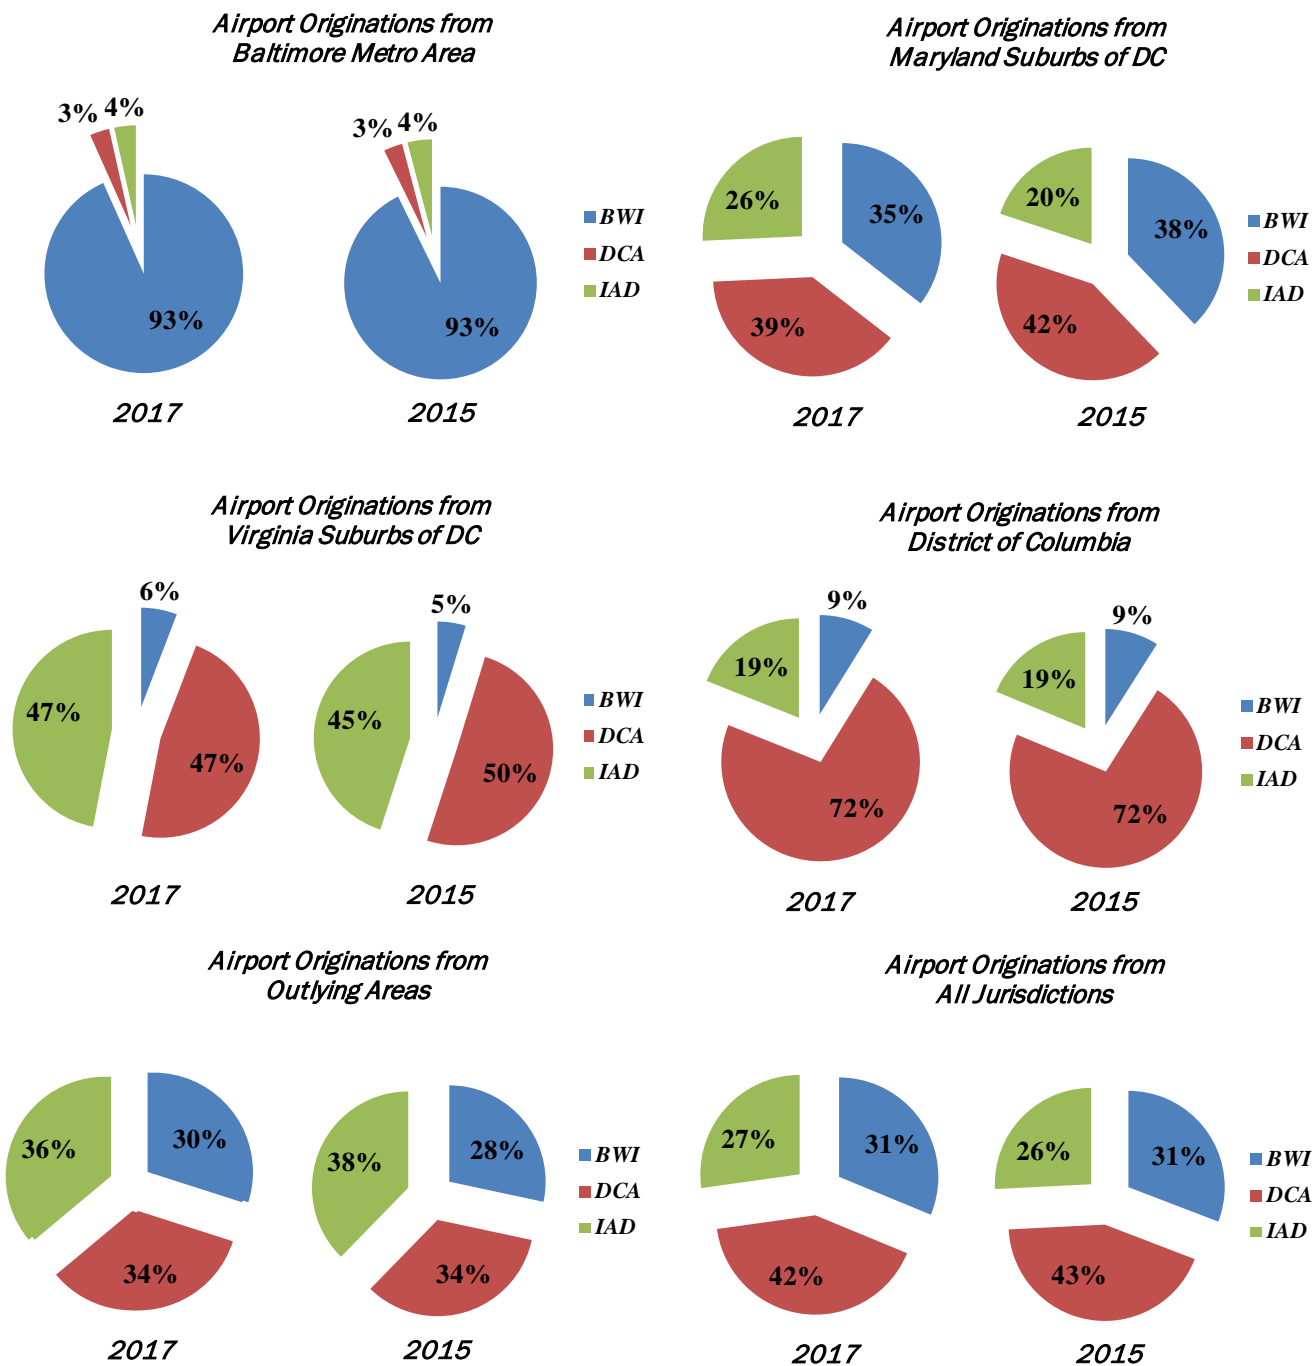 Airport Originations from
Baltimore Metro Area
3% 4%
93%
2017
3% 4%
93%
2015
BWI
DCA
IAD
Airport Originations from
Maryland Suburbs of DC
26%
35%
39%
2017
20%
38%
42%
2015
BWI
DCA
IAD
Airport Originations from
Virginia Suburbs of DC
6%
47%
47%
2017
5%
45%
50%
2015
BWI
DCA
IAD
Airport Originations from
District of Columbia
9%
19%
72%
2017
9%
19%
72%
2015
BWI
DCA
IAD
Airport Originations from
Outlying Areas
36%
30%
34%
2017
38%
28%
34%
2015
BWI
DCA
IAD
Airport Originations from
All Jurisdictions
27%
31%
42%
2017
26%
31%
43%
2015
BWI
DCA
IAD